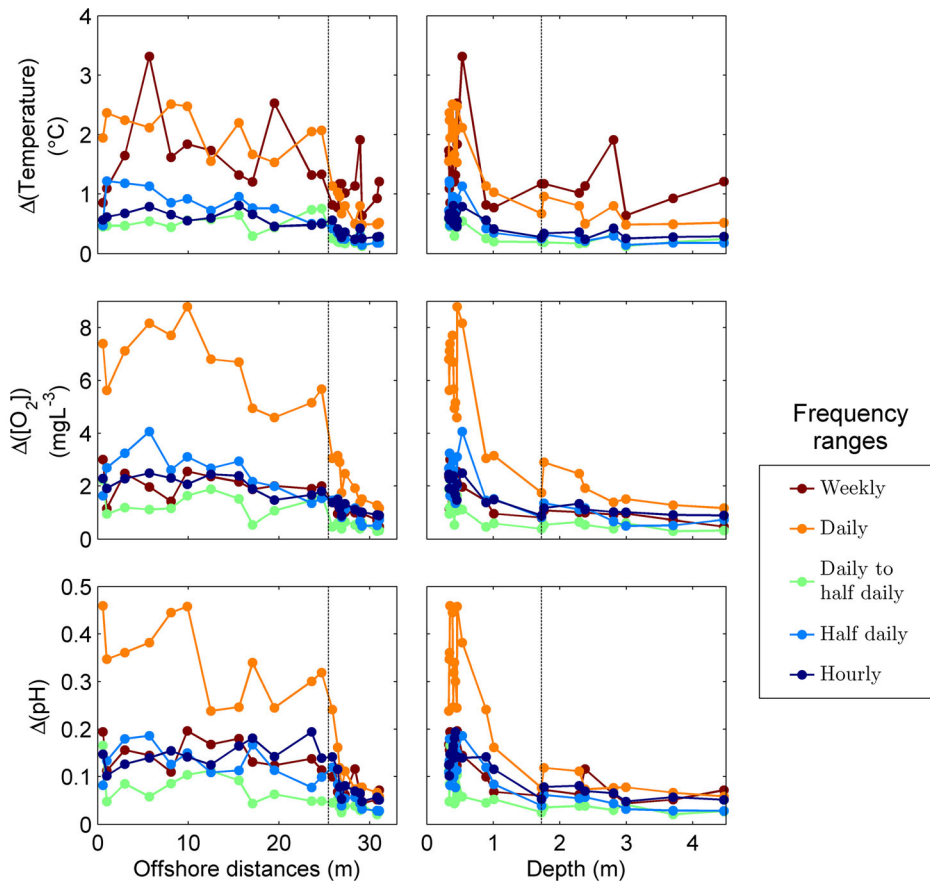 Δ(Temperature)
(°C)
4
3
2
1
0
Δ([O2])
(mgL-3)
8
6
4
2
0
Δ(pH)
0.5
0.4
0.3
0.2
0.1
0
0 10 20 30
Offshore distances (m)
0 1 2 3 4
Depth (m)
Frequency
ranges
Weekly
Daily
Daily to
half daily
Half daily
Hourly